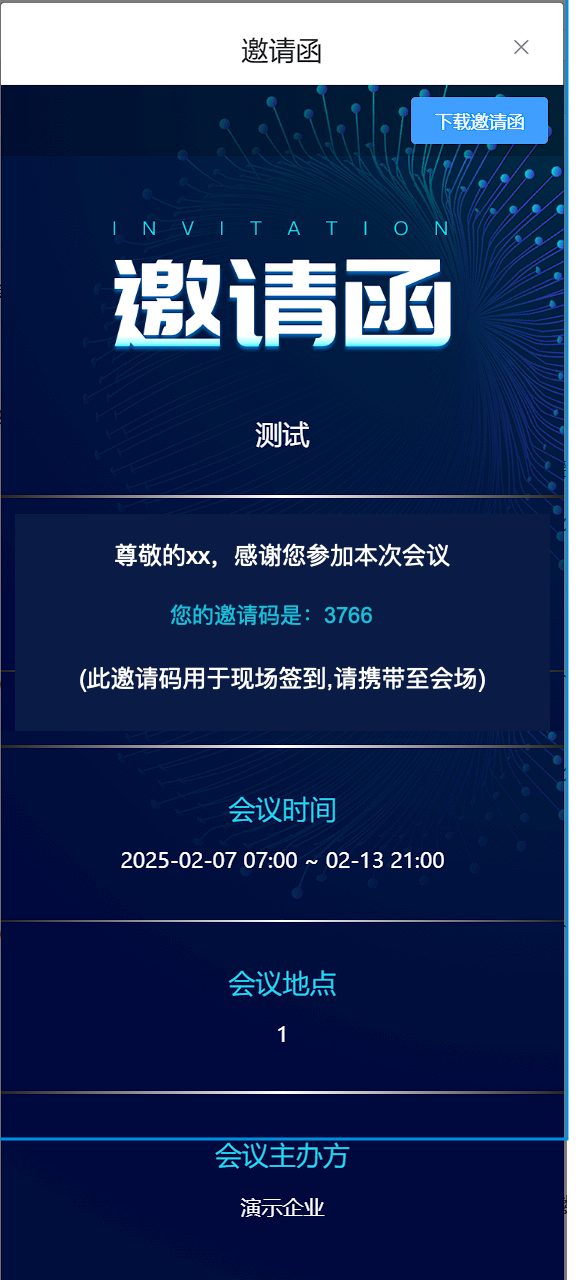 邀请函
下载邀请函
INVITATION
邀请函
测试
尊敬的xx，感谢您参加本次会议
您的邀请码是：3766
(此邀请码用于现场签到,请携带至会场)
会议时间
2025-02-07 07:00 ~ 02-13 21:00
会议地点
1
会议主办方
演示企业